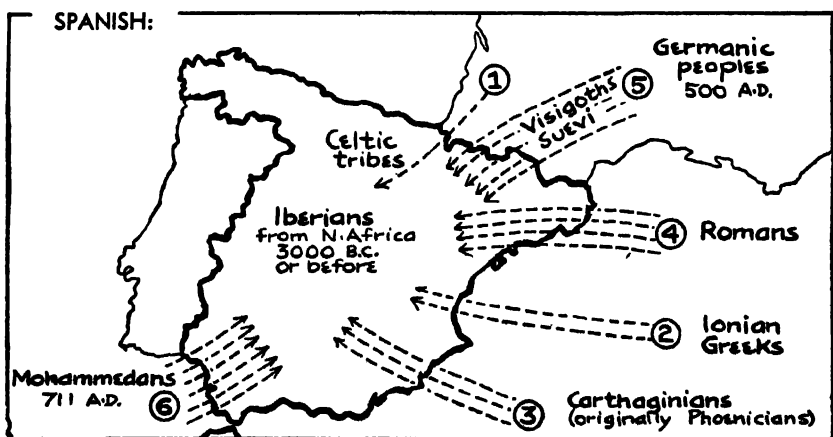 SPANISH:
① 
Germanic
peoples
500 A.D.
⑤
Visigoths
Suevi
Celtic
tribes
Iberians
from N. Africa
3000 B.C.
or before
④ Romans
② Ionian
Greeks
Mohammedans
711 A.D.
⑥
③ Carthaginians
(originally Phoenicians)